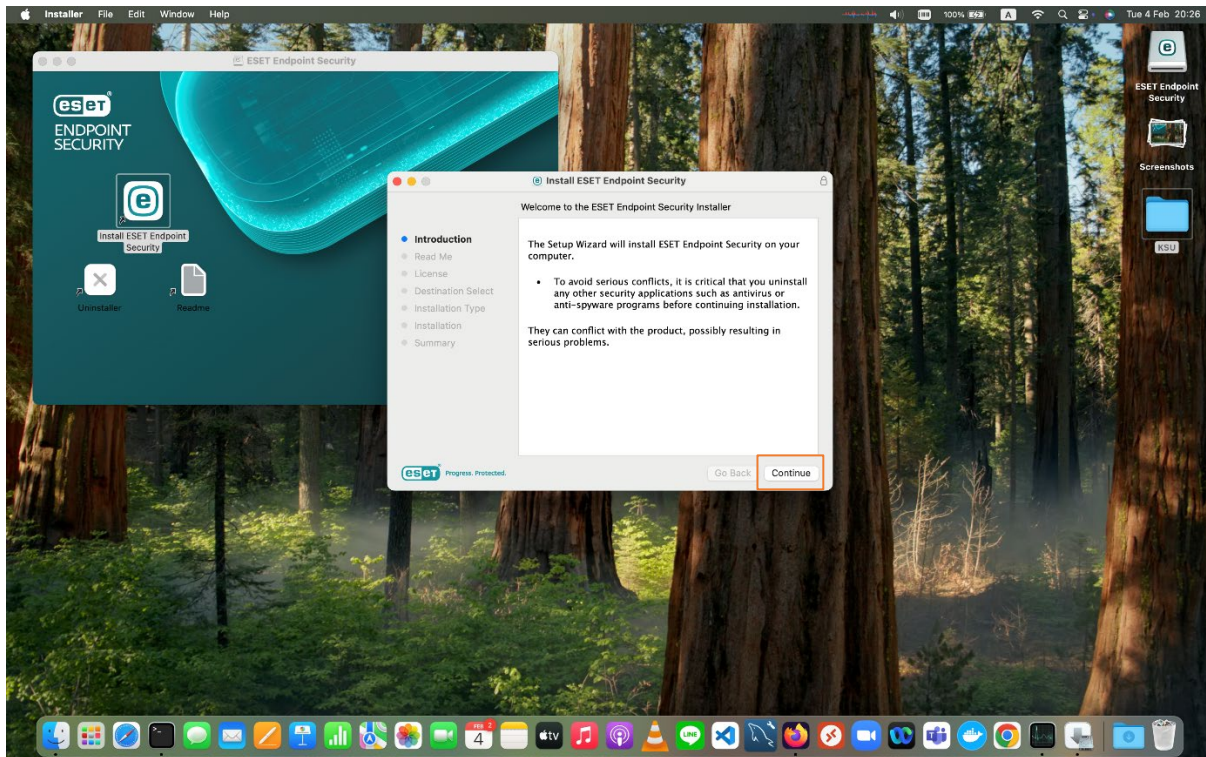 Installer File Edit Window Help
100% A Tue 4 Feb 20:26
ESET Endpoint Security
eset
ENDPOINT
SECURITY
Install ESET Endpoint
Security
Uninstaller Readme
Install ESET Endpoint Security
Welcome to the ESET Endpoint Security Installer
Introduction
Read Me
License
Destination Select
Installation Type
Installation
Summary
The Setup Wizard will install ESET Endpoint Security on your
computer.
• To avoid serious conflicts, it is critical that you uninstall
any other security applications such as antivirus or
anti-spyware programs before continuing installation.
They can conflict with the product, possibly resulting in
serious problems.
eset Progress. Protected.
Go Back Continue
ESET Endpoint
Security
Screenshots
KSU
FEB 2
4
tv
LINE